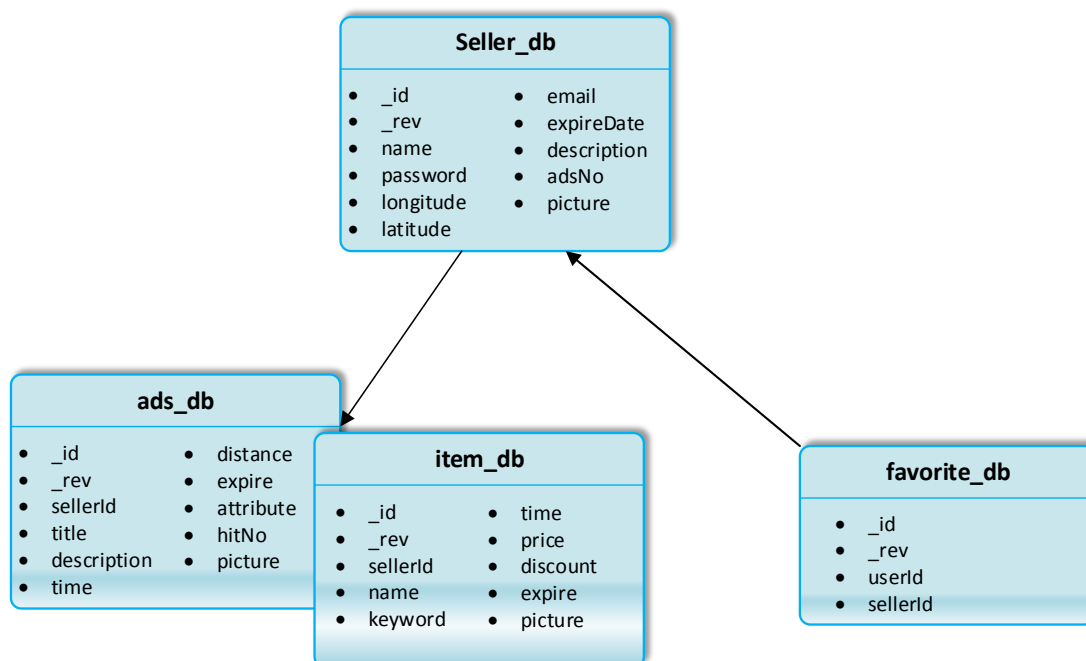 Seller_db
• _id
• _rev
• name
• password
• longitude
• latitude
• email
• expireDate
• description
• adsNo
• picture
ads_db
• _id
• _rev
• sellerId
• title
• description
• time
• distance
• expire
• attribute
• hitNo
• picture
item_db
• _id
• _rev
• sellerId
• name
• keyword
• time
• price
• discount
• expire
• picture
favorite_db
• _id
• _rev
• userId
• sellerId